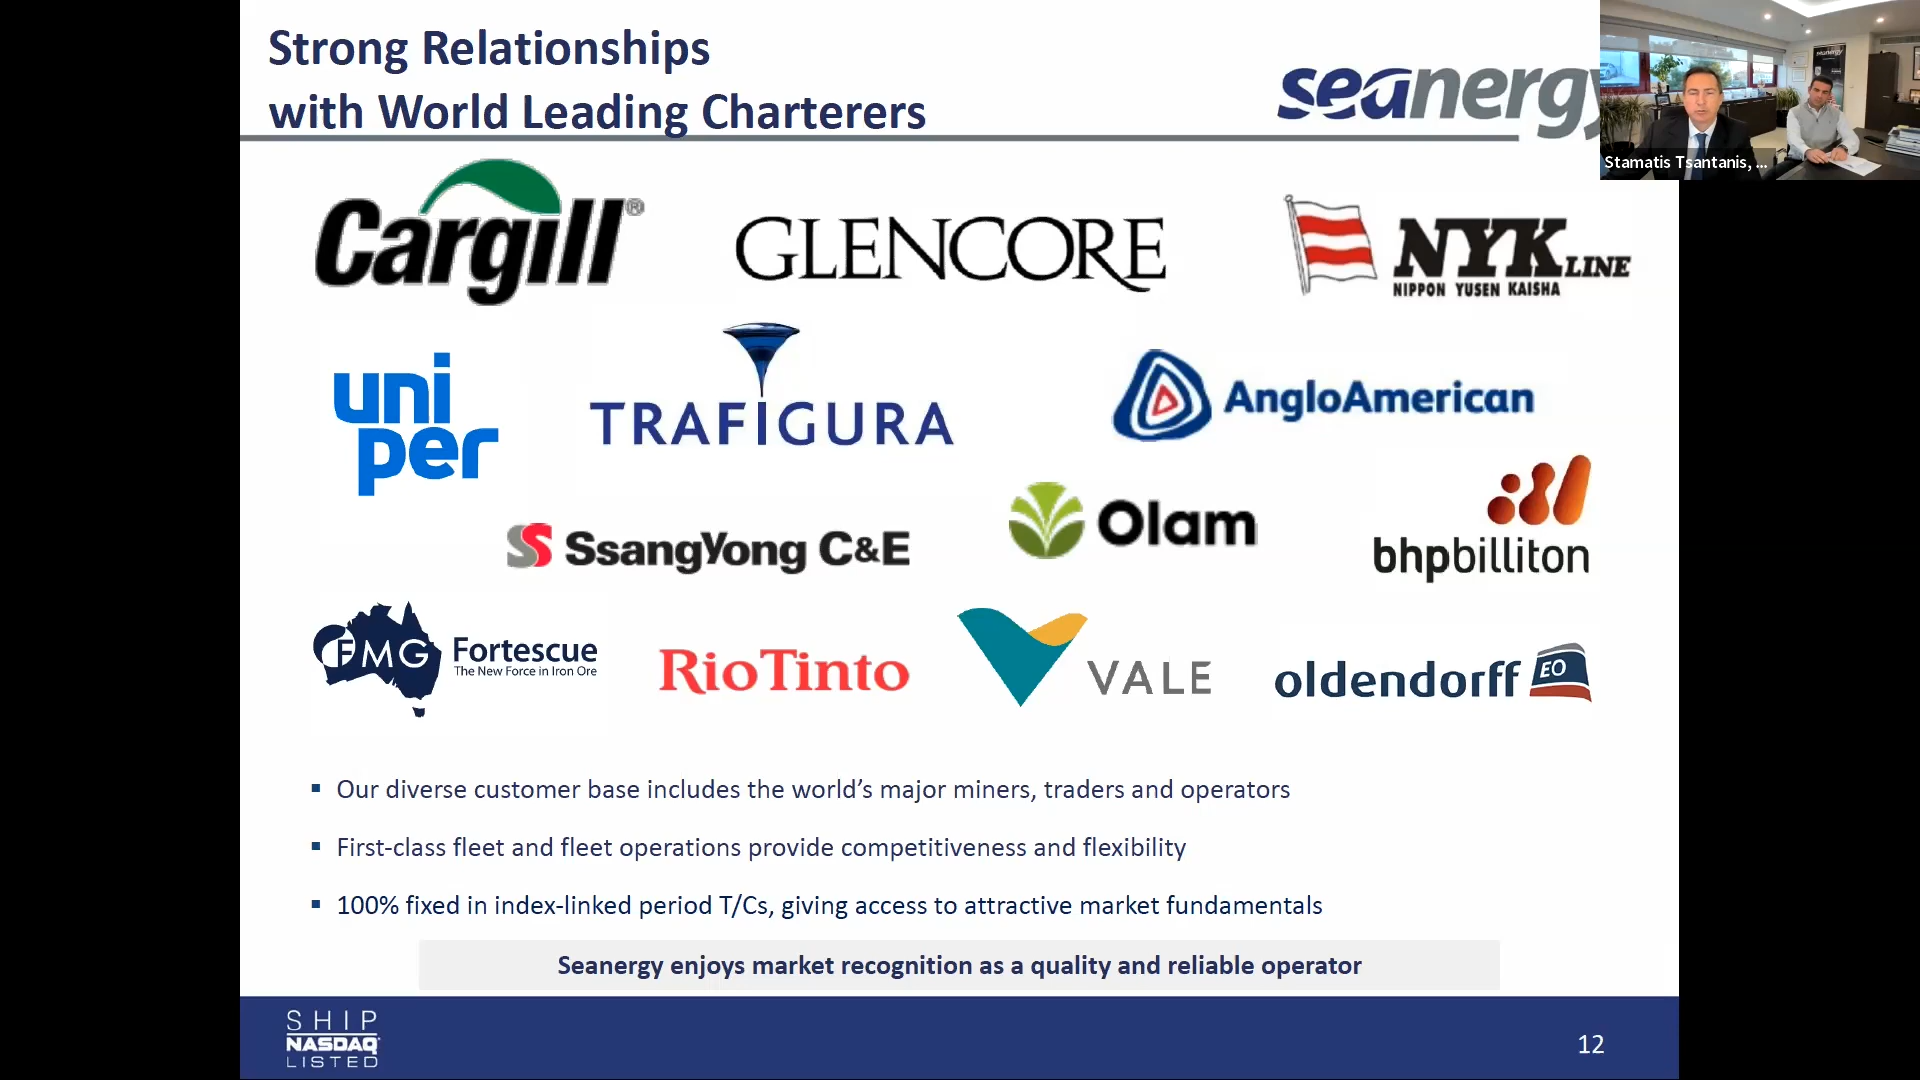 Strong Relationships
with World Leading Charterers
seanergy
Stamatis Tsantanis, ...
Cargill®
GLENCORE
NYK LINE
NIPPON YUSEN KAISHA
uni
per
TRAFIGURA
AngloAmerican
SsangYong C&E
Olam
bhpbilliton
FMG Fortescue
The New Force in Iron Ore
RioTinto
VALE
oldendorff EO
▪ Our diverse customer base includes the world’s major miners, traders and operators
▪ First-class fleet and fleet operations provide competitiveness and flexibility
▪ 100% fixed in index-linked period T/Cs, giving access to attractive market fundamentals
Seanergy enjoys market recognition as a quality and reliable operator
SHIP
NASDAQ
LISTED
12